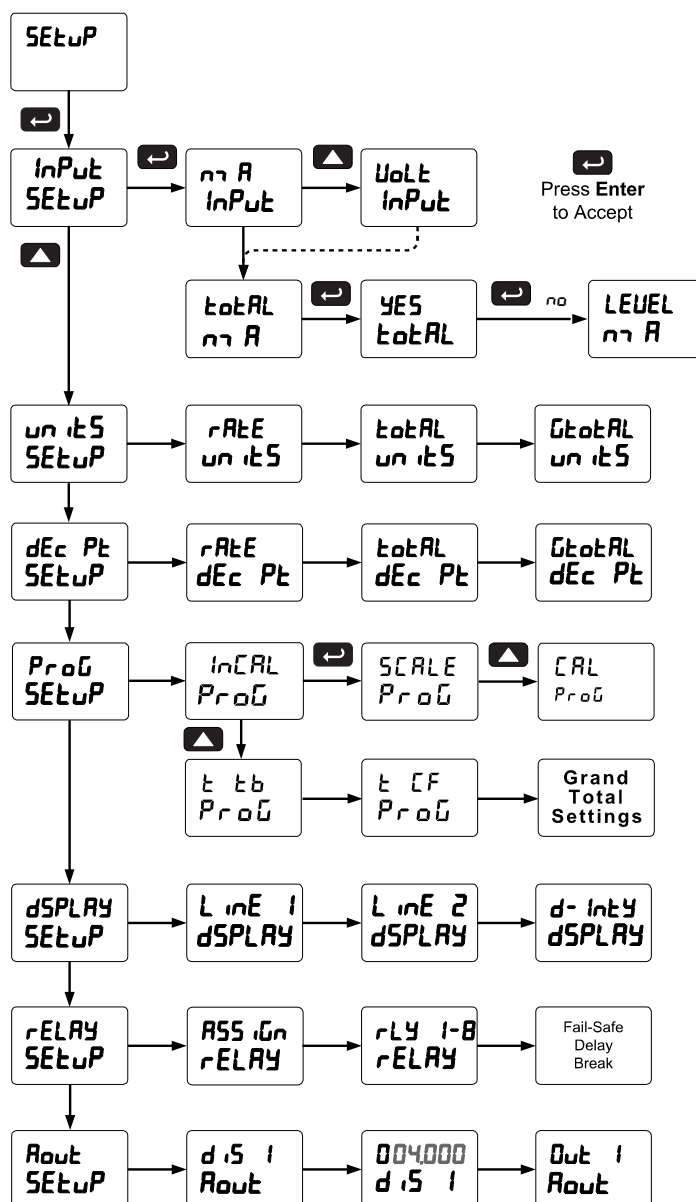 SEtuP
InPut
SEtuP
mA
InPut
VoLt
InPut
Press Enter
to Accept
totAL
mA
YES
totAL
no
LEVEL
mA
unitS
SEtuP
rAtE
unitS
totAL
unitS
GtotAL
unitS
dEc Pt
SEtuP
rAtE
dEc Pt
totAL
dEc Pt
GtotAL
dEc Pt
ProG
SEtuP
InCAL
ProG
SCALE
ProG
CAL
ProG
t tb
ProG
t CF
ProG
Grand
Total
Settings
dSPLAY
SEtuP
LinE 1
dSPLAY
LinE 2
dSPLAY
d-IntY
dSPLAY
rELAY
SEtuP
ASSiGn
rELAY
rLY 1-8
rELAY
Fail-Safe
Delay
Break
Aout
SEtuP
diS 1
Aout
004.000
diS 1
Out 1
Aout